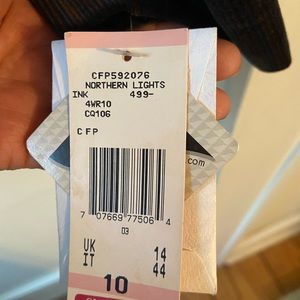 CFP592076
NORTHERN LIGHTS
INK 499-
4WR10
CQ106
CFP
.com
7 07669 77506 4
03
UK 14
IT 44
10